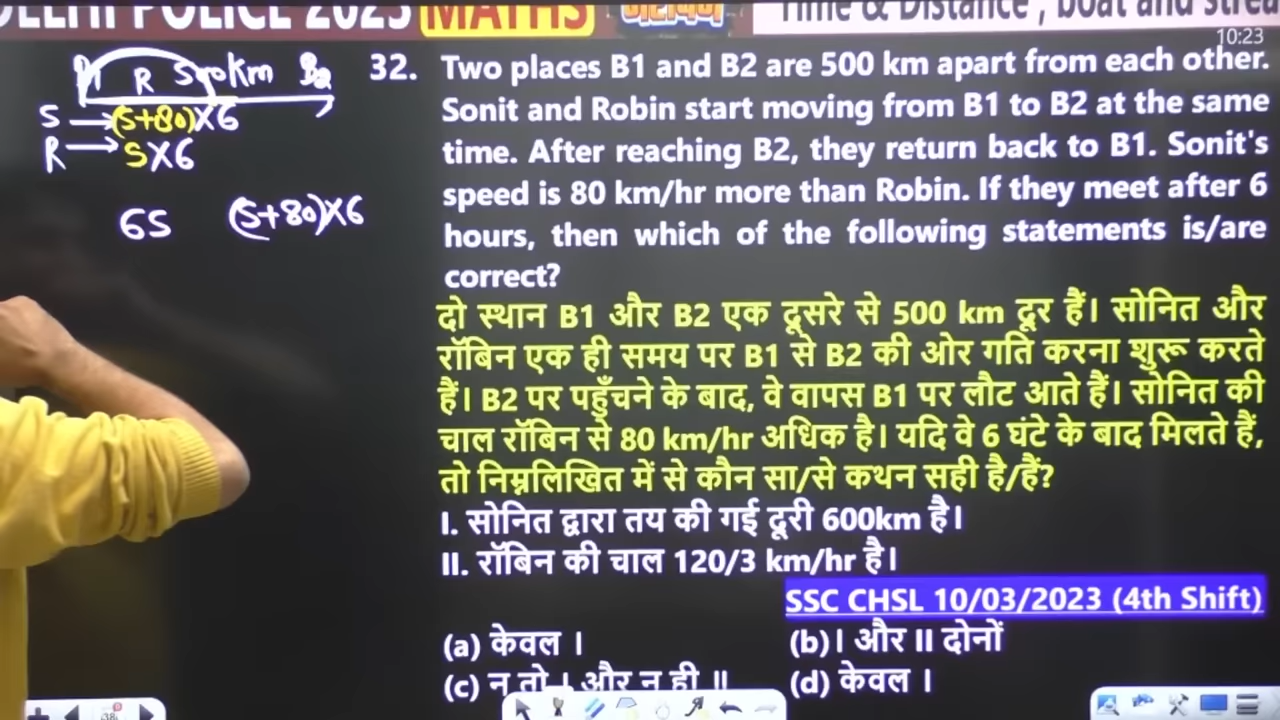 DELHI POLICE 2023 MATHS
Time & Distance , boat and strea
10:23
R 500km B2
S → (S+80)X6
R → SX6
6S (S+80)X6
32. Two places B1 and B2 are 500 km apart from each other.
Sonit and Robin start moving from B1 to B2 at the same
time. After reaching B2, they return back to B1. Sonit's
speed is 80 km/hr more than Robin. If they meet after 6
hours, then which of the following statements is/are
correct?
दो स्थान B1 और B2 एक दूसरे से 500 km दूर हैं। सोनित और
रॉबिन एक ही समय पर B1 से B2 की ओर गति करना शुरू करते
हैं। B2 पर पहुँचने के बाद, वे वापस B1 पर लौट आते हैं। सोनित की
चाल रॉबिन से 80 km/hr अधिक है। यदि वे 6 घंटे के बाद मिलते हैं,
तो निम्नलिखित में से कौन सा/से कथन सही है/हैं?
I. सोनित द्वारा तय की गई दूरी 600km है।
II. रॉबिन की चाल 120/3 km/hr है।
SSC CHSL 10/03/2023 (4th Shift)
(a) केवल I
(b) I और II दोनों
(c) न तो I और न ही II
(d) केवल I